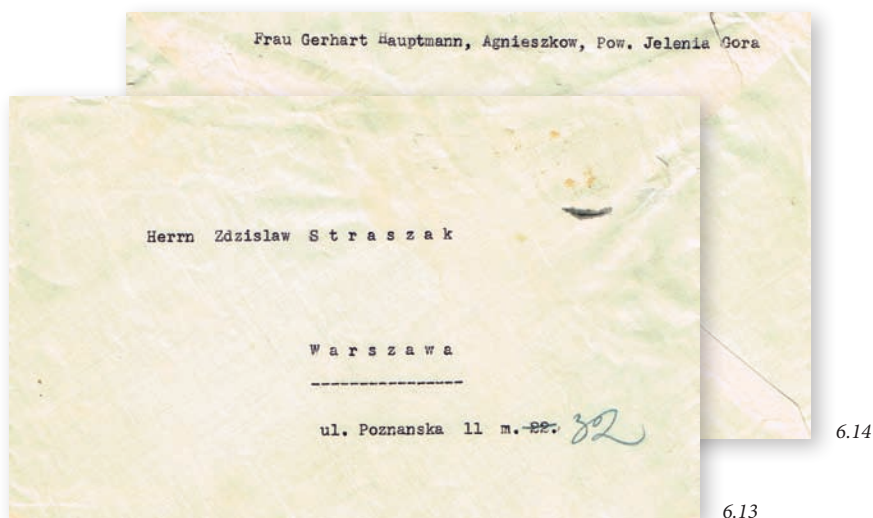 Frau Gerhart Hauptmann, Agnieszkow, Pow. Jelenia Gora
Herrn Zdzislaw S t r a s z a k
W a r s z a w a
----------------
ul. Poznanska 11 m. 22. 32
6.14
6.13